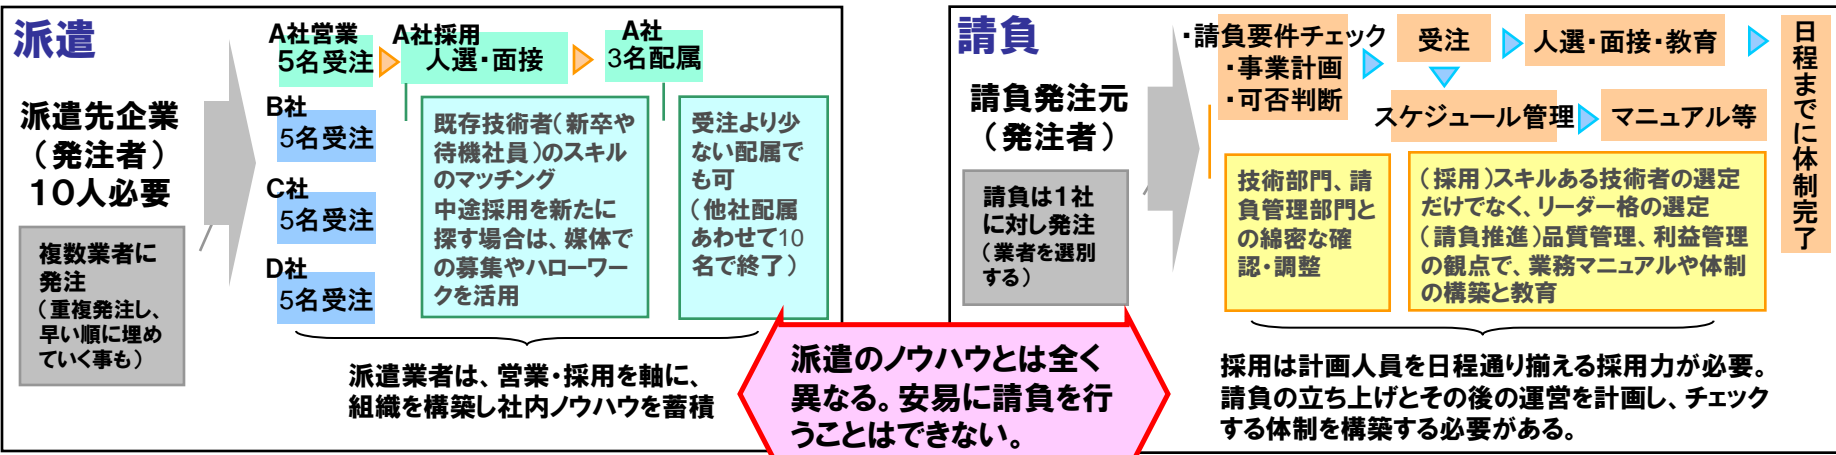 派遣
派遣先企業
（発注者）
10人必要
複数業者に
発注
（重複発注し、
早い順に埋め
ていく事も）
A社営業
5名受注
A社採用
人選・面接
A社
3名配属
B社
5名受注
C社
5名受注
D社
5名受注
既存技術者（新卒や
待機社員）のスキル
のマッチング
中途採用を新たに
探す場合は、媒体で
の募集やハローワー
クを活用
受注より少
ない配属で
も可
（他社配属
あわせて10
名で終了）
派遣業者は、営業・採用を軸に、
組織を構築し社内ノウハウを蓄積
派遣のノウハウとは全く
異なる。安易に請負を行
うことはできない。
請負
請負発注元
（発注者）
請負は1社
に対し発注
（業者を選別
する）
・請負要件チェック
・事業計画
・可否判断
受注
人選・面接・教育
スケジュール管理
マニュアル等
日程までに体制完了
技術部門、請
負管理部門と
の綿密な確
認・調整
（採用）スキルある技術者の選定
だけでなく、リーダー格の選定
（請負推進）品質管理、利益管理
の観点で、業務マニュアルや体制
の構築と教育
採用は計画人員を日程通り揃える採用力が必要。
請負の立ち上げとその後の運営を計画し、チェック
する体制を構築する必要がある。